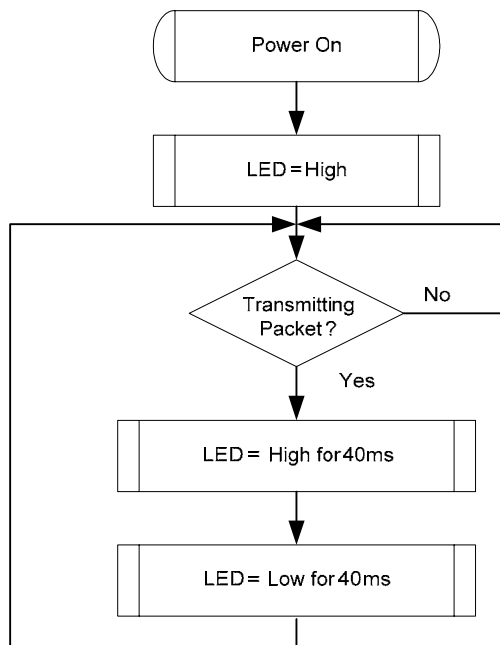 Power On
LED = High
Transmitting
Packet ?
No
Yes
LED = High for 40ms
LED = Low for 40ms